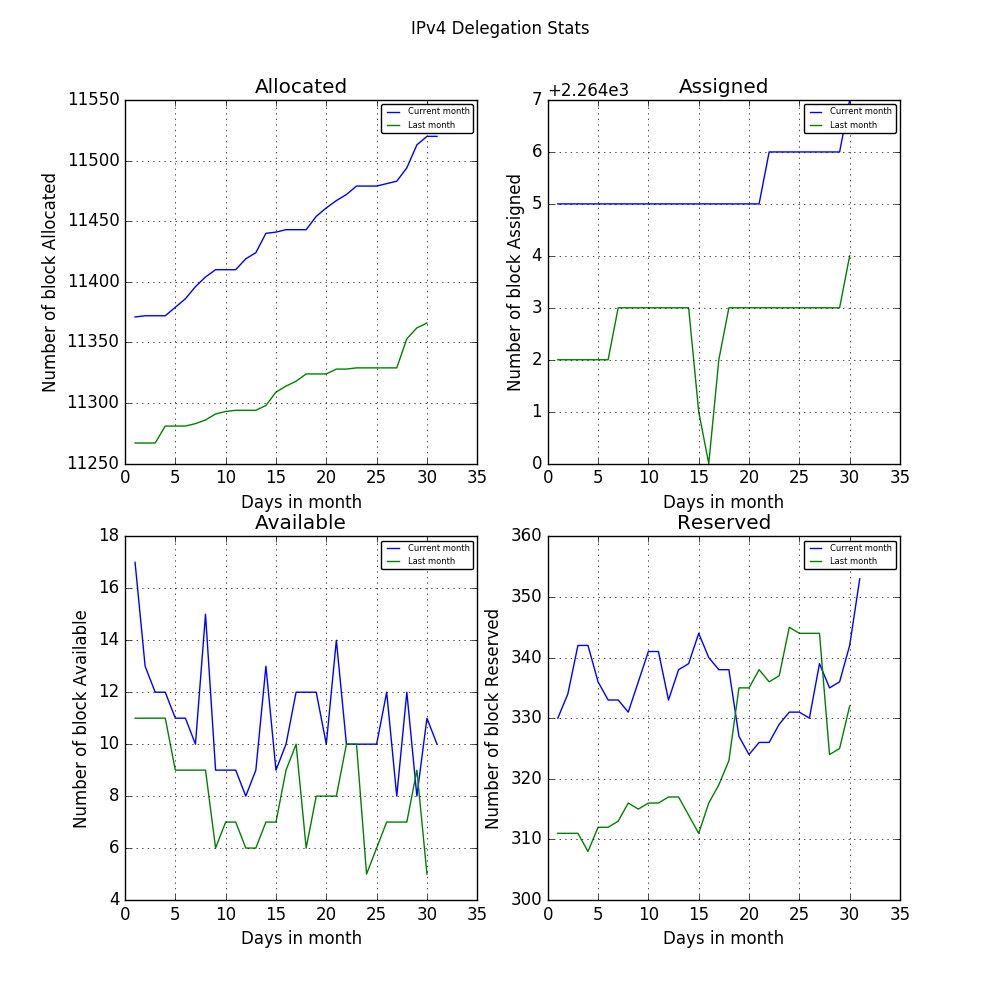 IPv4 Delegation Stats
Allocated
11550
11500
11450
11400
11350
11300
11250
0 5 10 15 20 25 30 35
Number of block Allocated
Days in month
Current month
Last month
+2.264e3
Assigned
7
6
5
4
3
2
1
0
0 5 10 15 20 25 30 35
Number of block Assigned
Days in month
Current month
Last month
Available
18
16
14
12
10
8
6
4
0 5 10 15 20 25 30 35
Number of block Available
Days in month
Current month
Last month
Reserved
360
350
340
330
320
310
300
0 5 10 15 20 25 30 35
Number of block Reserved
Days in month
Current month
Last month